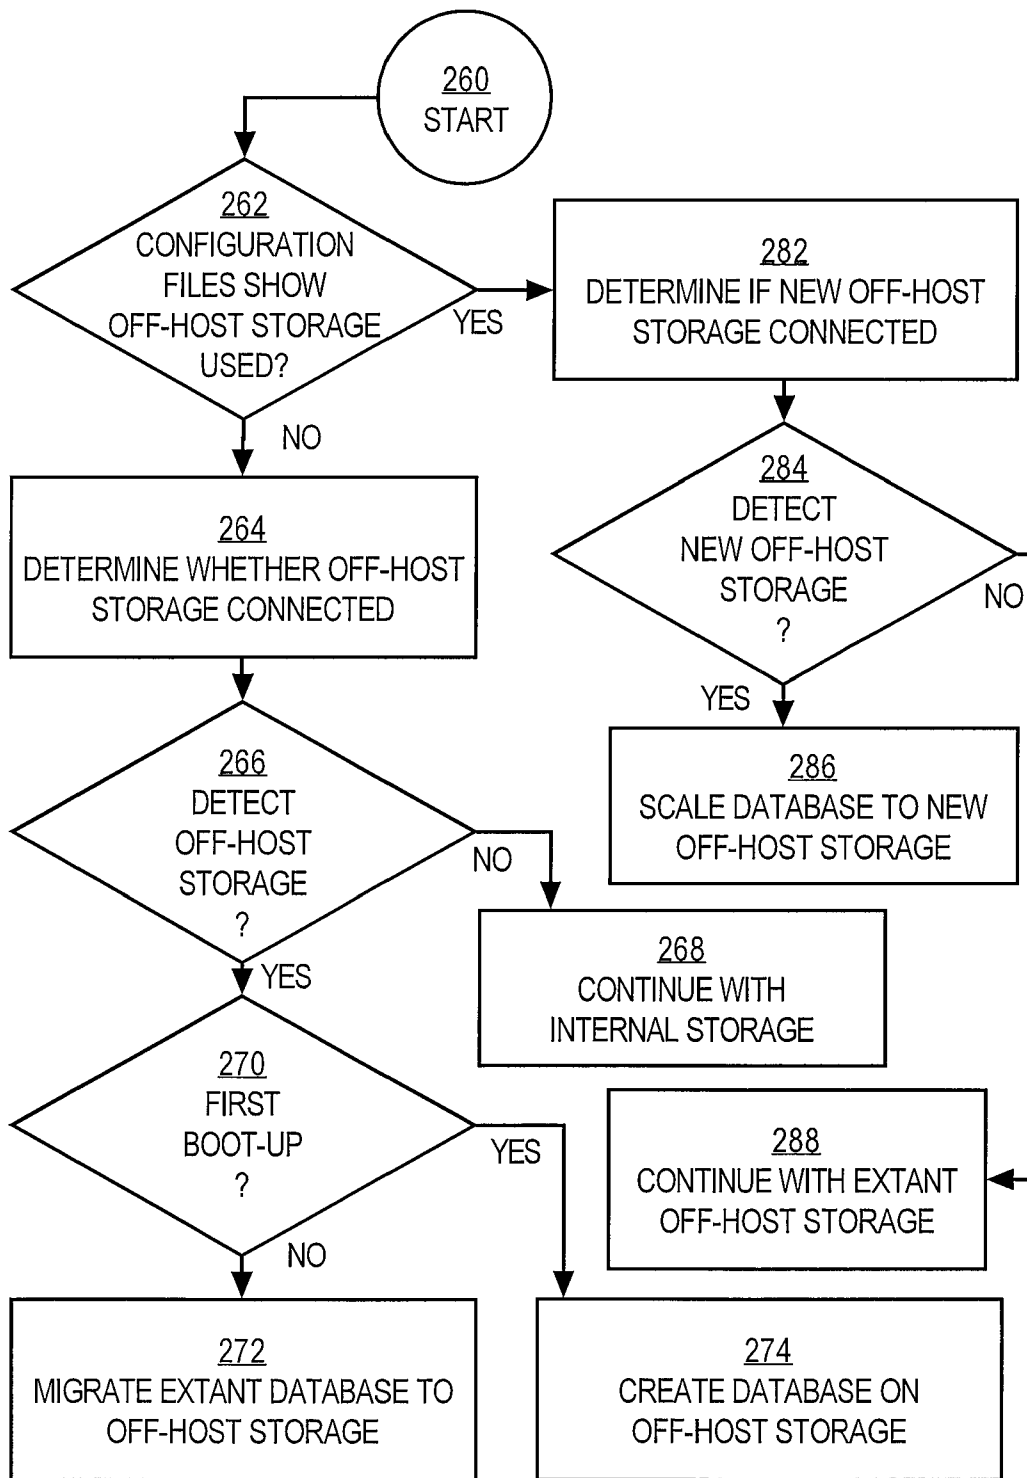 260
START
262
CONFIGURATION
FILES SHOW
OFF-HOST STORAGE
USED?
YES
NO
282
DETERMINE IF NEW OFF-HOST
STORAGE CONNECTED
284
DETECT
NEW OFF-HOST
STORAGE
?
NO
YES
286
SCALE DATABASE TO NEW
OFF-HOST STORAGE
264
DETERMINE WHETHER OFF-HOST
STORAGE CONNECTED
266
DETECT
OFF-HOST
STORAGE
?
NO
YES
268
CONTINUE WITH
INTERNAL STORAGE
270
FIRST
BOOT-UP
?
YES
NO
288
CONTINUE WITH EXTANT
OFF-HOST STORAGE
272
MIGRATE EXTANT DATABASE TO
OFF-HOST STORAGE
274
CREATE DATABASE ON
OFF-HOST STORAGE